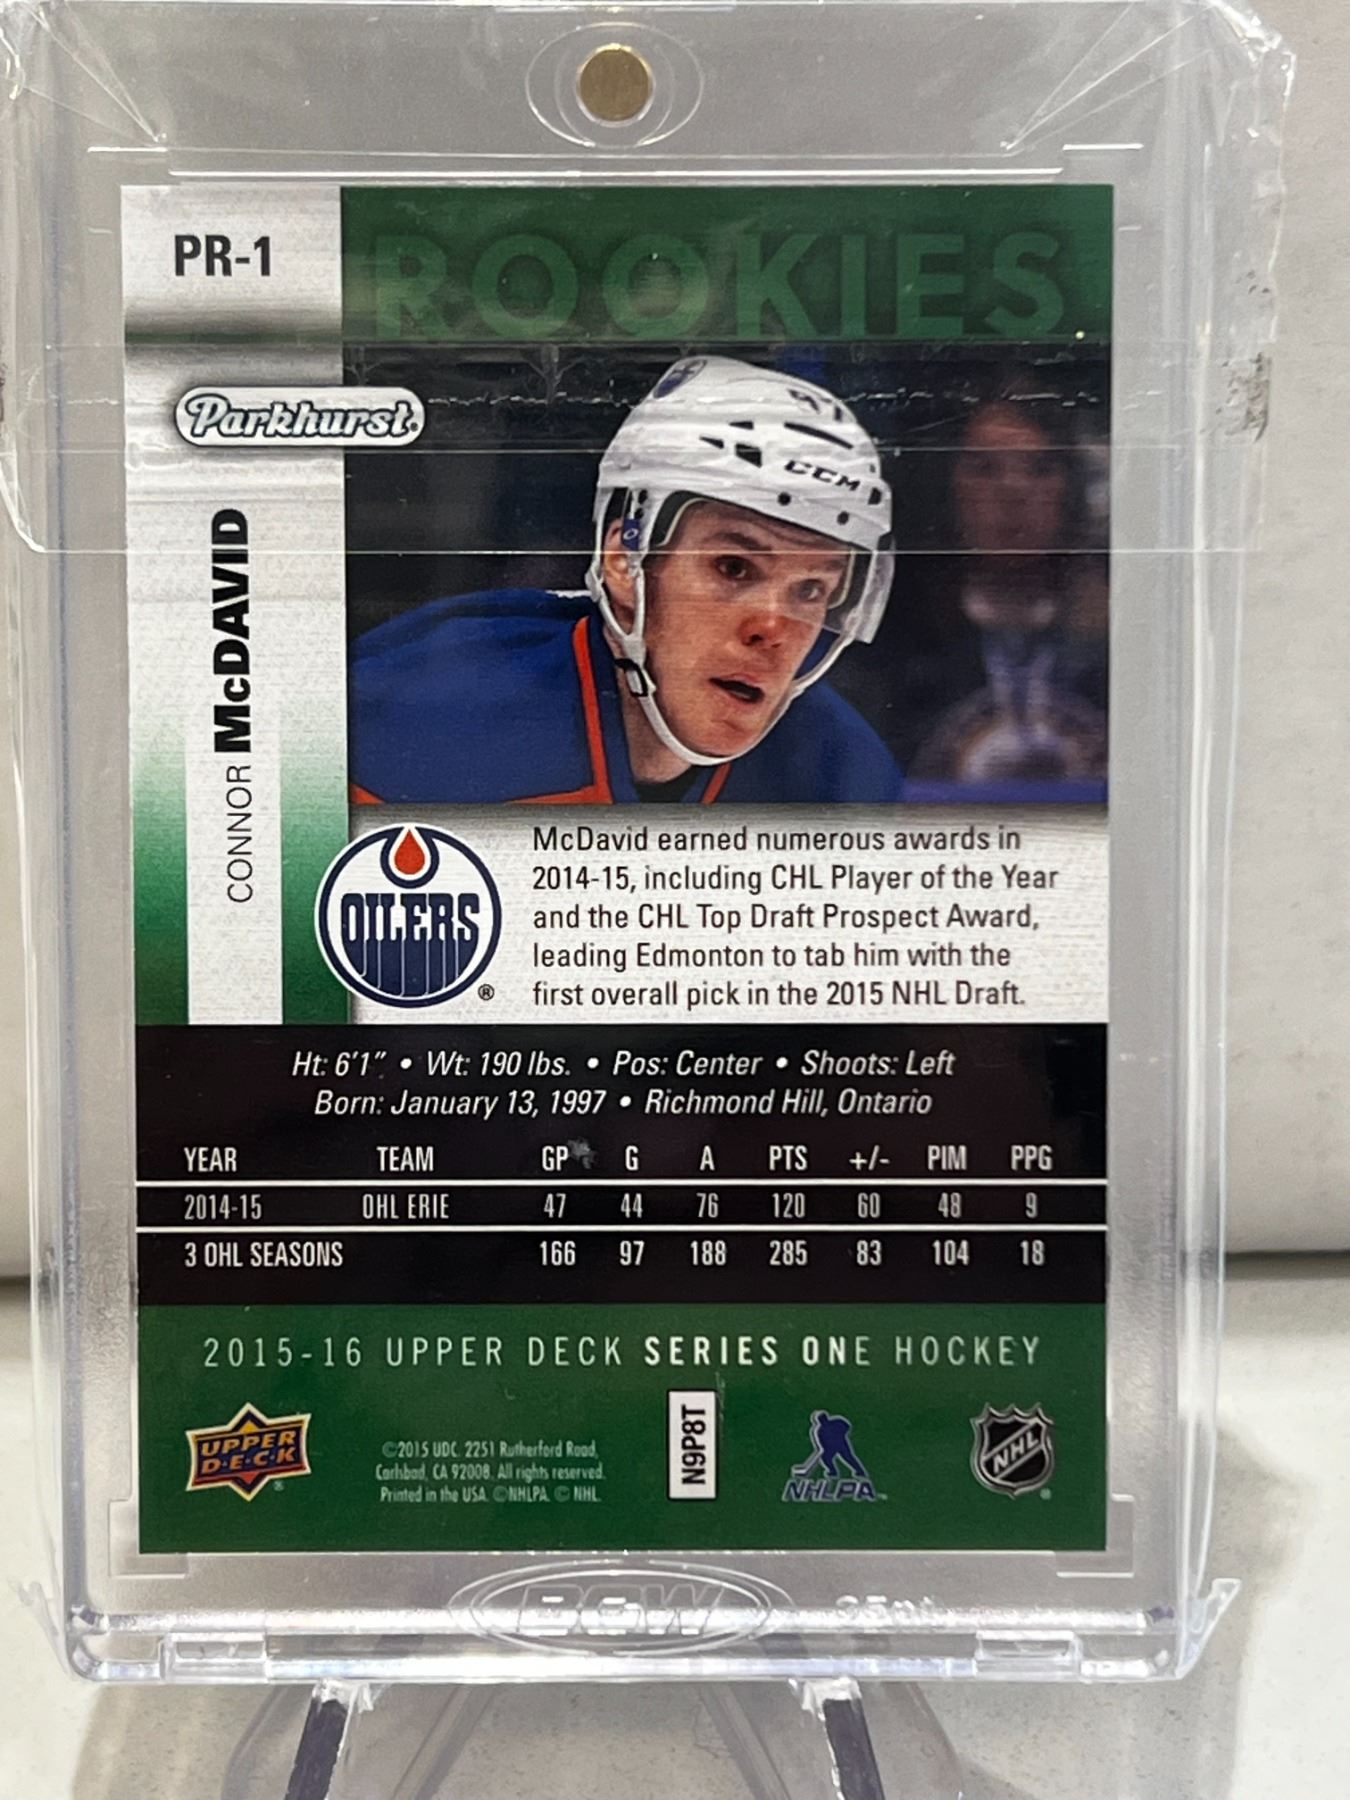 PR-1
ROOKIES
Parkhurst
97
CCM
CONNOR McDAVID
OILERS
®
McDavid earned numerous awards in
2014-15, including CHL Player of the Year
and the CHL Top Draft Prospect Award,
leading Edmonton to tab him with the
first overall pick in the 2015 NHL Draft.
Ht: 6'1" • Wt: 190 lbs. • Pos: Center • Shoots: Left
Born: January 13, 1997 • Richmond Hill, Ontario
YEAR TEAM GP G A PTS +/- PIM PPG
2014-15 OHL ERIE 47 44 76 120 60 48 9
3 OHL SEASONS 166 97 188 285 83 104 18
2015-16 UPPER DECK SERIES ONE HOCKEY
UPPER
D•E•C•K
©2015 UDC. 2251 Rutherford Road,
Carlsbad, CA 92008. All rights reserved.
Printed in the USA. ©NHLPA. © NHL.
N9P8T
NHLPA
NHL
BCW